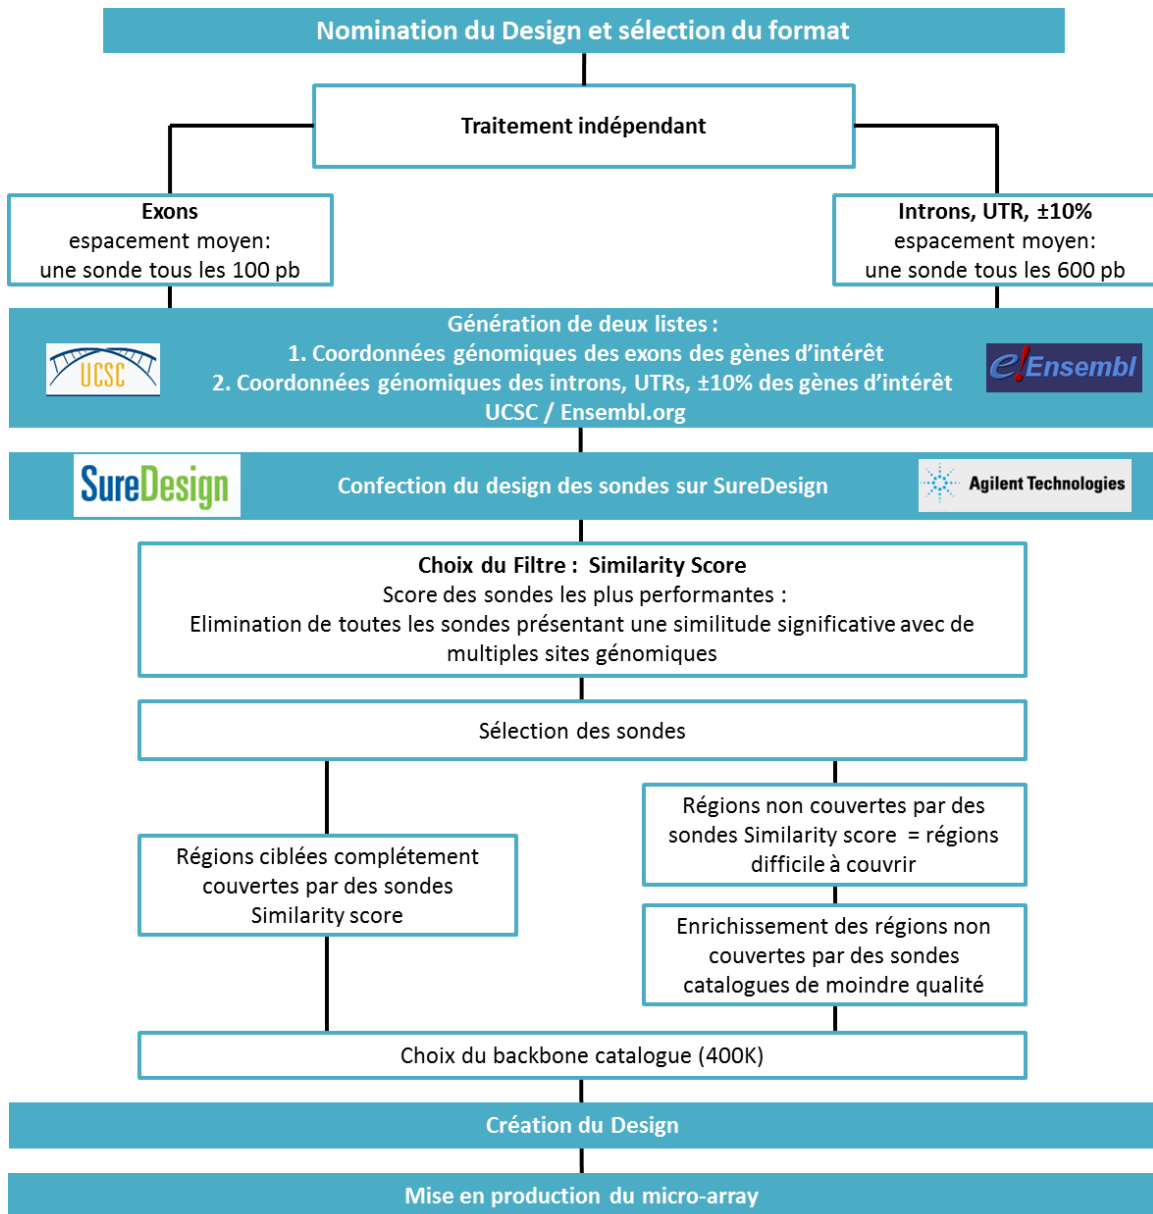 Nomination du Design et sélection du format
Traitement indépendant
Exons
espacement moyen:
une sonde tous les 100 pb
Introns, UTR, ±10%
espacement moyen:
une sonde tous les 600 pb
Génération de deux listes :
1. Coordonnées génomiques des exons des gènes d'intérêt
2. Coordonnées génomiques des introns, UTRs, ±10% des gènes d'intérêt
UCSC / Ensembl.org
UCSC
e!Ensembl
SureDesign
Confection du design des sondes sur SureDesign
Agilent Technologies
Choix du Filtre : Similarity Score
Score des sondes les plus performantes :
Elimination de toutes les sondes présentant une similitude significative avec de
multiples sites génomiques
Sélection des sondes
Régions ciblées complétement
couvertes par des sondes
Similarity score
Régions non couvertes par des
sondes Similarity score = régions
difficile à couvrir
Enrichissement des régions non
couvertes par des sondes
catalogues de moindre qualité
Choix du backbone catalogue (400K)
Création du Design
Mise en production du micro-array